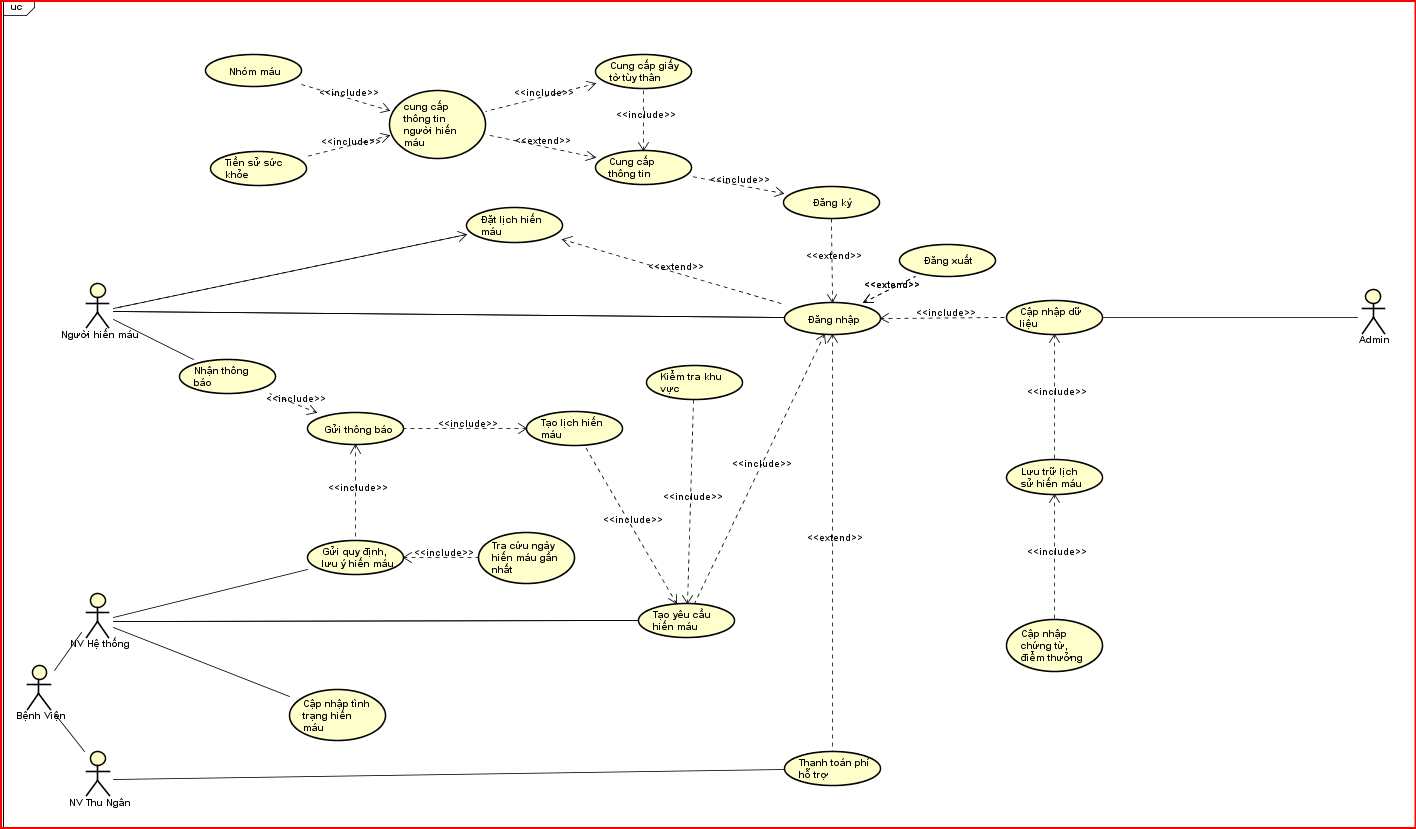 uc
Nhóm máu
<<include>>
cung cấp
thông tin
người hiến
máu
<<include>>
Cung cấp giấy
tờ tùy thân
<<include>>
Tiền sử sức
khỏe
<<include>>
<<extend>>
Cung cấp
thông tin
<<include>>
Đăng ký
Đặt lịch hiến
máu
<<extend>>
<<extend>>
Đăng xuất
<<extend>>
Người hiến máu
Đăng nhập
<<include>>
Cập nhập dữ
liệu
Admin
Nhận thông
báo
<<include>>
Kiểm tra khu
vực
<<include>>
Gửi thông báo
<<include>>
Tạo lịch hiến
máu
<<include>>
<<include>>
<<include>>
<<include>>
Lưu trữ lịch
sử hiến máu
<<extend>>
Gửi quy định,
lưu ý hiến máu
<<include>>
Tra cứu ngày
hiến máu gần
nhất
<<include>>
NV Hệ thống
Tạo yêu cầu
hiến máu
Cập nhập
chứng từ,
điểm thưởng
Bệnh Viện
Cập nhập tình
trạng hiến
máu
NV Thu Ngân
Thanh toán phí
hỗ trợ